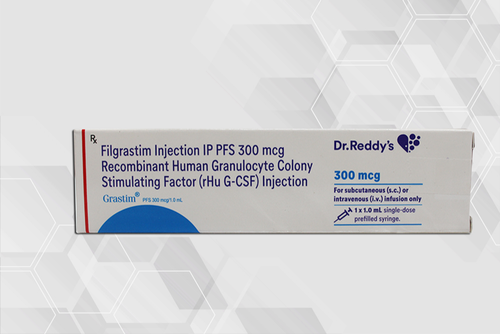 Rx
Filgrastim Injection IP PFS 300 mcg
Recombinant Human Granulocyte Colony
Stimulating Factor (rHu G-CSF) Injection
Grastim® PFS 300 mcg/1.0 mL
Dr.Reddy's
300 mcg
For subcutaneous (s.c.) or
intravenous (i.v.) infusion only
1 x 1.0 mL single-dose
prefilled syringe.